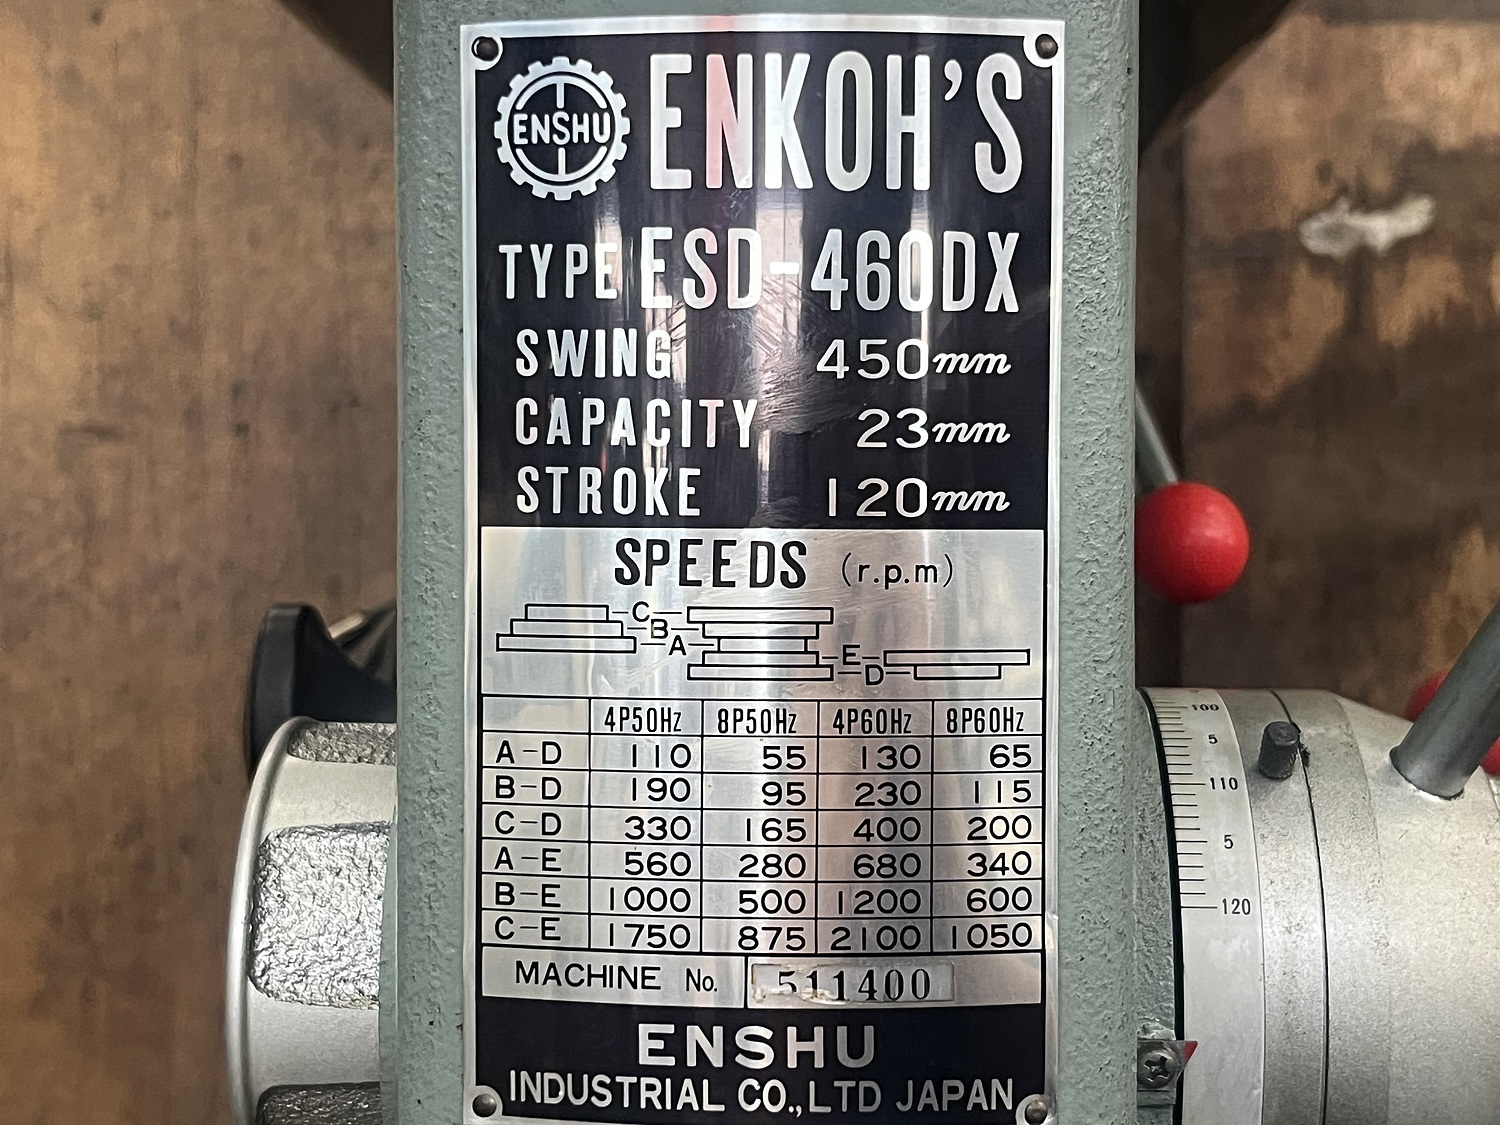 ENSHU
ENKOH'S
TYPE ESD-460DX
SWING 450mm
CAPACITY 23mm
STROKE 120mm
SPEEDS (r.p.m)
C
B
A
E
D
4P50Hz 8P50Hz 4P60Hz 8P60Hz
A-D 110 55 130 65
B-D 190 95 230 115
C-D 330 165 400 200
A-E 560 280 680 340
B-E 1000 500 1200 600
C-E 1750 875 2100 1050
MACHINE No. 511400
ENSHU
INDUSTRIAL CO.,LTD JAPAN
100
5
110
5
120